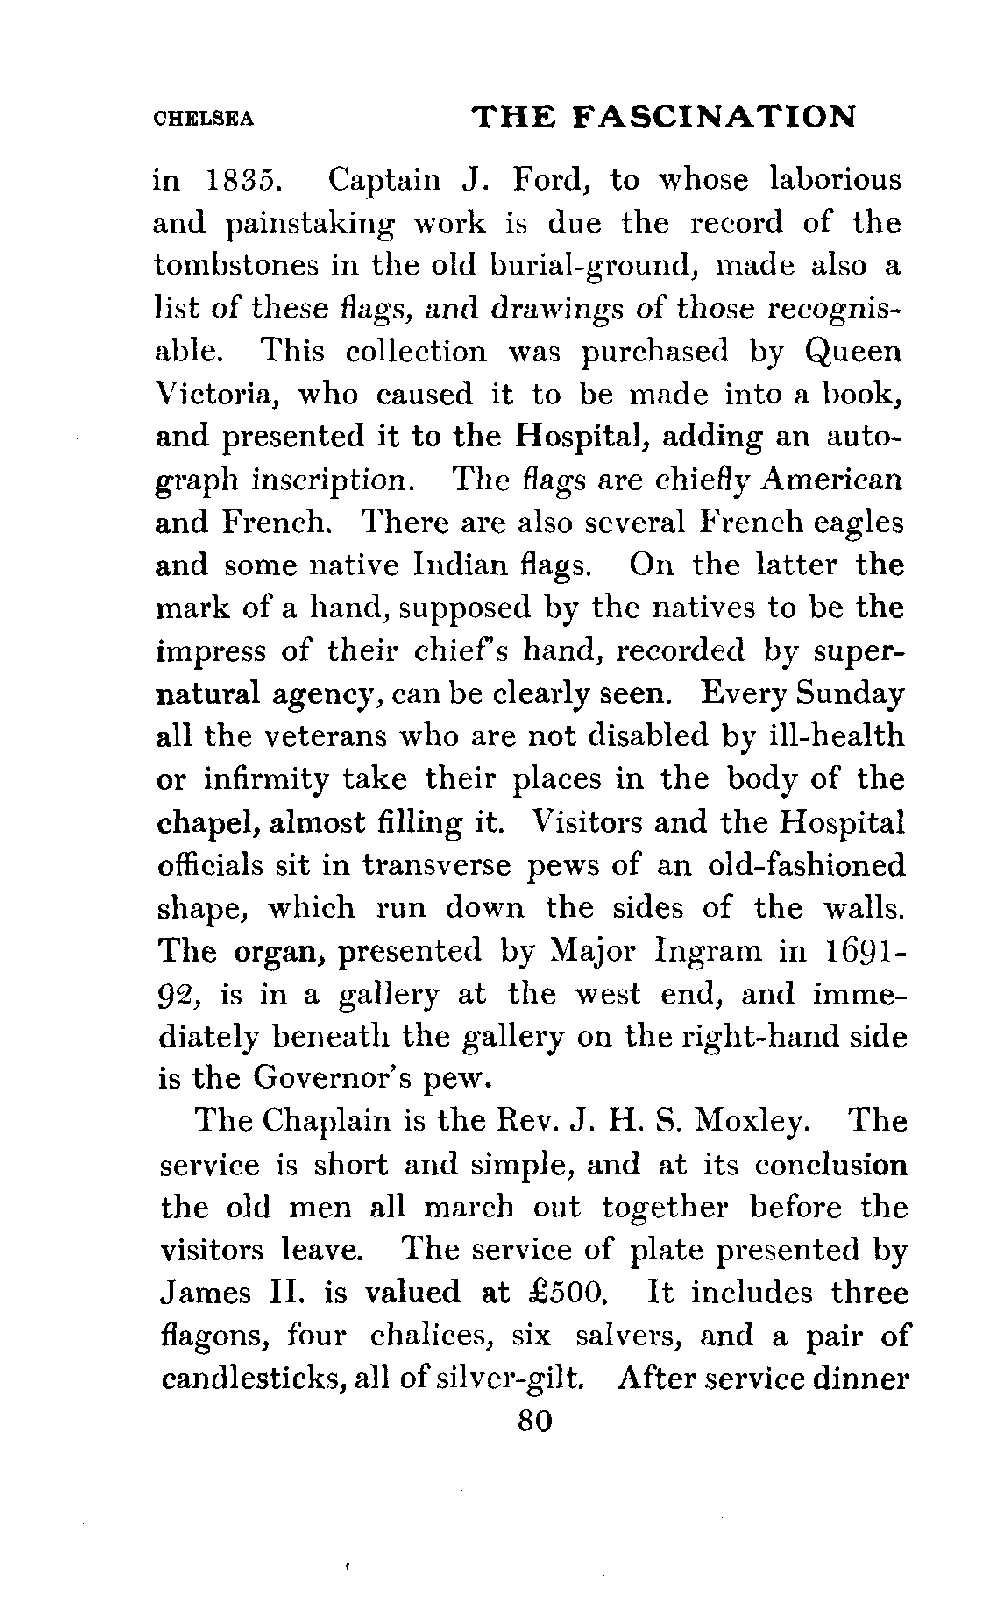 CHELSEA THE FASCINATION
in 1835. Captain J. Ford, to whose laborious
and painstaking work is due the record of the
tombstones in the old burial-ground, made also a
list of these flags, and drawings of those recognis-
able. This collection was purchased by Queen
Victoria, who caused it to be made into a book,
and presented it to the Hospital, adding an auto-
graph inscription. The flags are chiefly American
and French. There are also several French eagles
and some native Indian flags. On the latter the
mark of a hand, supposed by the natives to be the
impress of their chief's hand, recorded by super-
natural agency, can be clearly seen. Every Sunday
all the veterans who are not disabled by ill-health
or infirmity take their places in the body of the
chapel, almost filling it. Visitors and the Hospital
officials sit in transverse pews of an old-fashioned
shape, which run down the sides of the walls.
The organ, presented by Major Ingram in 1691-
92, is in a gallery at the west end, and imme-
diately beneath the gallery on the right-hand side
is the Governor's pew.
The Chaplain is the Rev. J. H. S. Moxley. The
service is short and simple, and at its conclusion
the old men all march out together before the
visitors leave. The service of plate presented by
James II. is valued at £500. It includes three
flagons, four chalices, six salvers, and a pair of
candlesticks, all of silver-gilt. After service dinner
80